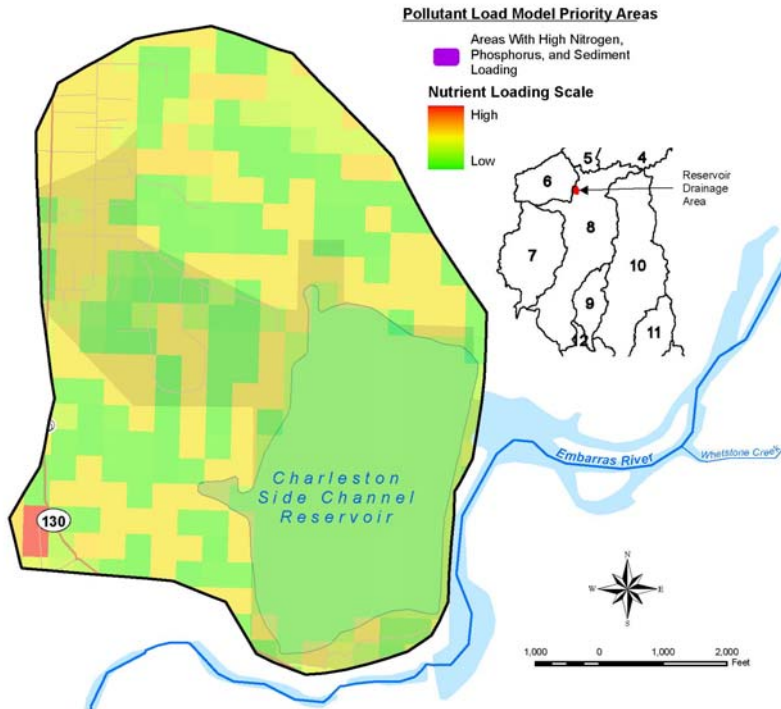 Pollutant Load Model Priority Areas
Areas With High Nitrogen,
Phosphorus, and Sediment
Loading
Nutrient Loading Scale
High
Low
5
4
6
Reservoir
Drainage
Area
8
7
10
9
11
12
Embarras River
Whetstone Creek
Charleston
Side Channel
Reservoir
130
N
W
E
S
1,000
0
1,000
2,000
Feet